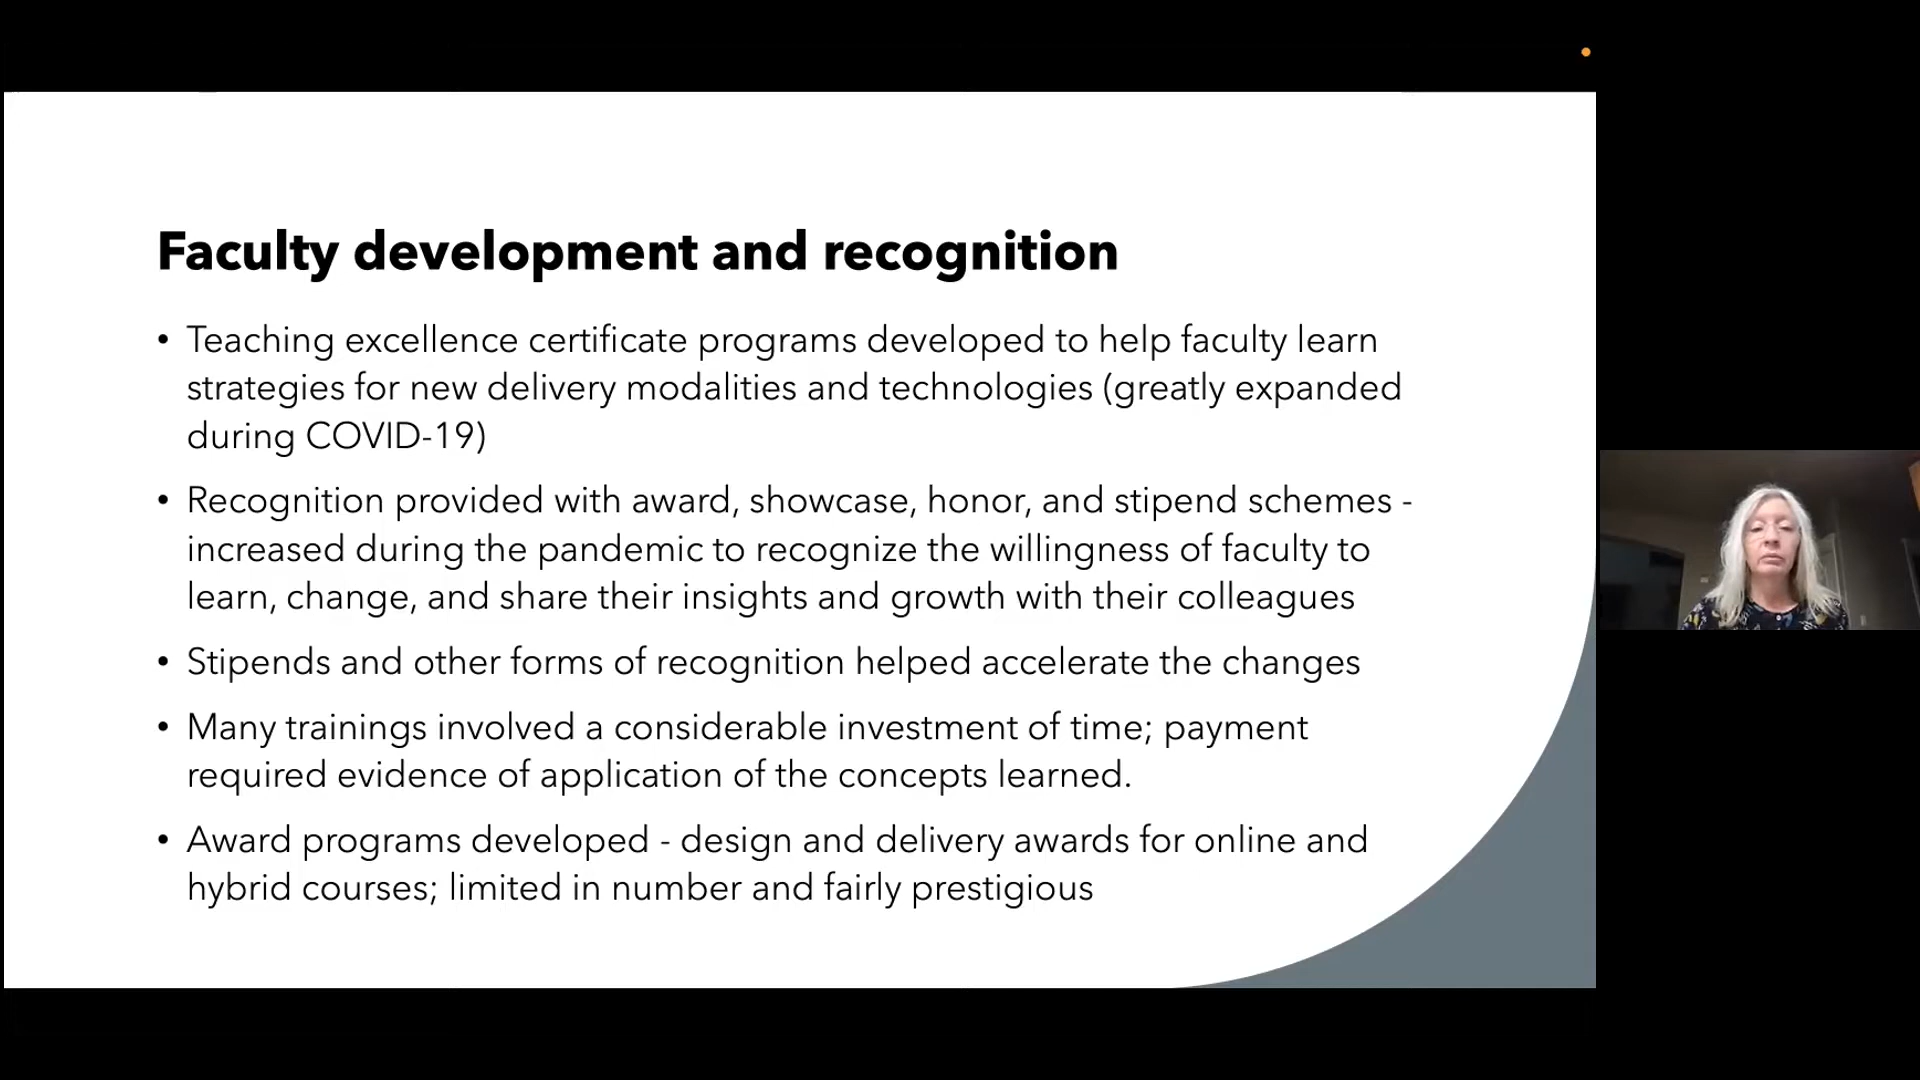 Faculty development and recognition
• Teaching excellence certificate programs developed to help faculty learn
strategies for new delivery modalities and technologies (greatly expanded
during COVID-19)
• Recognition provided with award, showcase, honor, and stipend schemes -
increased during the pandemic to recognize the willingness of faculty to
learn, change, and share their insights and growth with their colleagues
• Stipends and other forms of recognition helped accelerate the changes
• Many trainings involved a considerable investment of time; payment
required evidence of application of the concepts learned.
• Award programs developed - design and delivery awards for online and
hybrid courses; limited in number and fairly prestigious